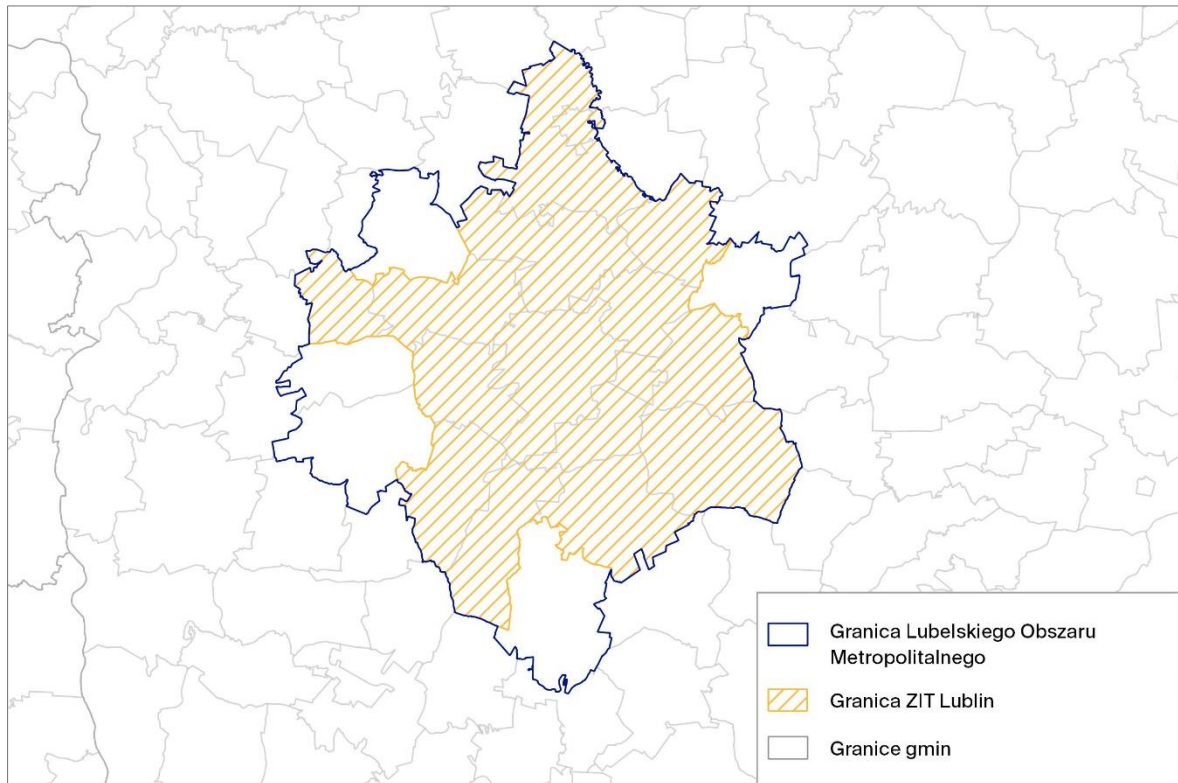 Granica Lubelskiego Obszaru
Metropolitalnego
Granica ZIT Lublin
Granice gmin